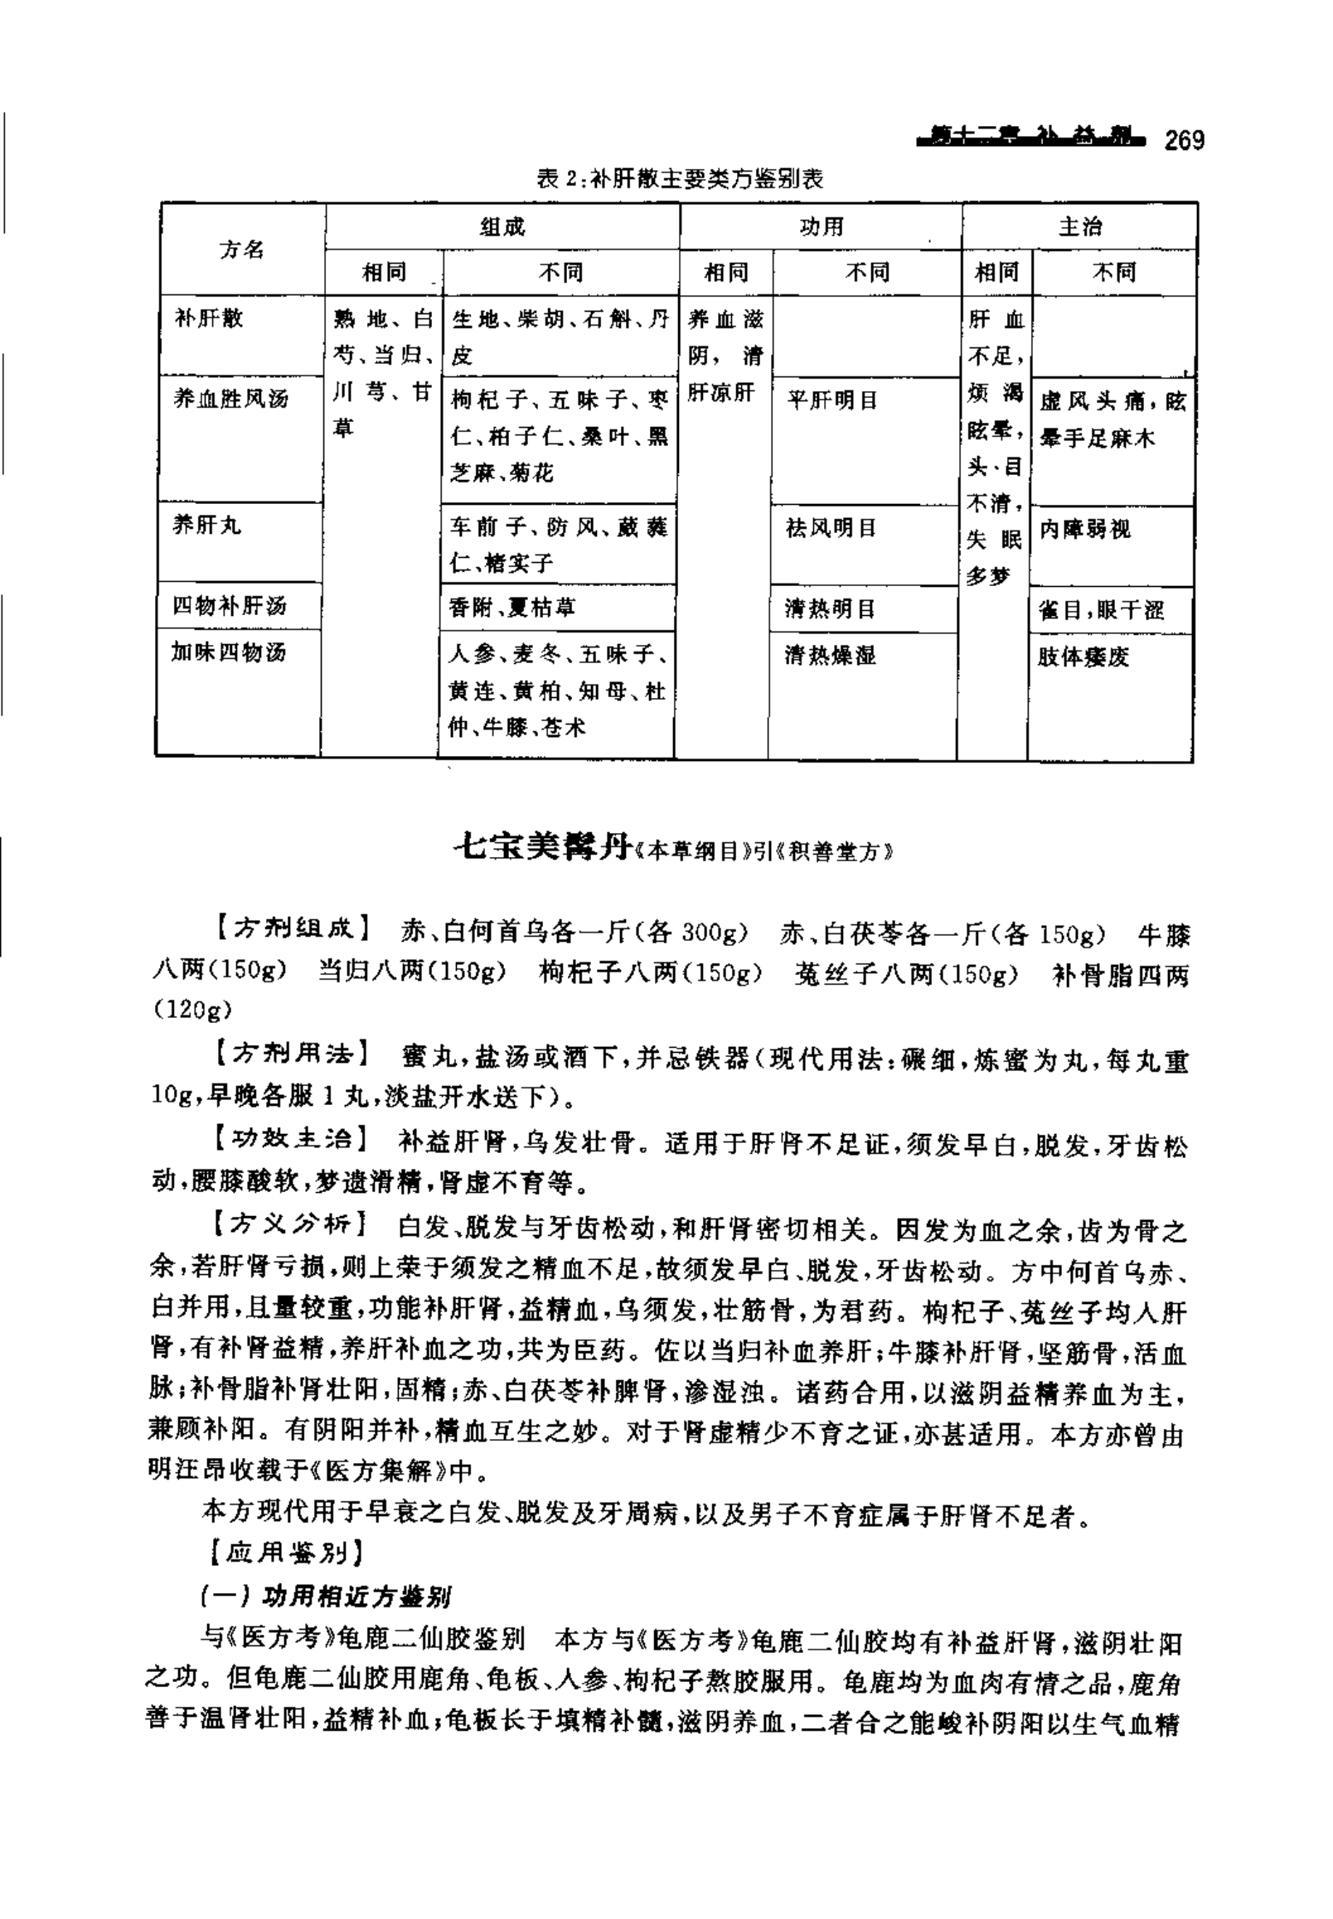 第十二章 补益剂 269
表 2:补肝散主要类方鉴别表
方名 组成 功用 主治
相同 不同 相同 不同 相同 不同
补肝散 熟地、白芍、当归、川芎、甘草 生地、柴胡、石斛、丹皮 养血滋阴，清肝凉肝 肝血不足，烦渴眩晕，头、目不清，失眠多梦
养血胜风汤 枸杞子、五味子、枣仁、柏子仁、桑叶、黑芝麻、菊花 平肝明目 虚风头痛，眩晕手足麻木
养肝丸 车前子、防风、蕤仁、楮实子 祛风明目 内障弱视
四物补肝汤 香附、夏枯草 清热明目 雀目，眼干涩
加味四物汤 人参、麦冬、五味子、黄连、黄柏、知母、杜仲、牛膝、苍术 清热燥湿 肢体痿废
七宝美髯丹《本草纲目》引《积善堂方》
【方剂组成】 赤、白何首乌各一斤(各 300g) 赤、白茯苓各一斤(各 150g) 牛膝
八两(150g) 当归八两(150g) 枸杞子八两(150g) 菟丝子八两(150g) 补骨脂四两
(120g)
【方剂用法】 蜜丸，盐汤或酒下，并忌铁器(现代用法:碾细，炼蜜为丸，每丸重
10g，早晚各服 1 丸，淡盐开水送下)。
【功效主治】 补益肝肾，乌发壮骨。适用于肝肾不足证，须发早白，脱发，牙齿松
动，腰膝酸软，梦遗滑精，肾虚不育等。
【方义分析】 白发、脱发与牙齿松动，和肝肾密切相关。因发为血之余，齿为骨之
余，若肝肾亏损，则上荣于须发之精血不足，故须发早白、脱发，牙齿松动。方中何首乌赤、
白并用，且量较重，功能补肝肾，益精血，乌须发，壮筋骨，为君药。枸杞子、菟丝子均入肝
肾，有补肾益精，养肝补血之功，共为臣药。佐以当归补血养肝；牛膝补肝肾，坚筋骨，活血
脉；补骨脂补肾壮阳，固精；赤、白茯苓补脾肾，渗湿浊。诸药合用，以滋阴益精养血为主，
兼顾补阳。有阴阳并补，精血互生之妙。对于肾虚精少不育之证，亦甚适用。本方亦曾由
明汪昂收载于《医方集解》中。
本方现代用于早衰之白发、脱发及牙周病，以及男子不育症属于肝肾不足者。
【应用鉴别】
(一) 功用相近方鉴别
与《医方考》龟鹿二仙胶鉴别 本方与《医方考》龟鹿二仙胶均有补益肝肾，滋阴壮阳
之功。但龟鹿二仙胶用鹿角、龟板、人参、枸杞子熬胶服用。龟鹿均为血肉有情之品，鹿角
善于温肾壮阳，益精补血；龟板长于填精补髓，滋阴养血，二者合之能峻补阴阳以生气血精